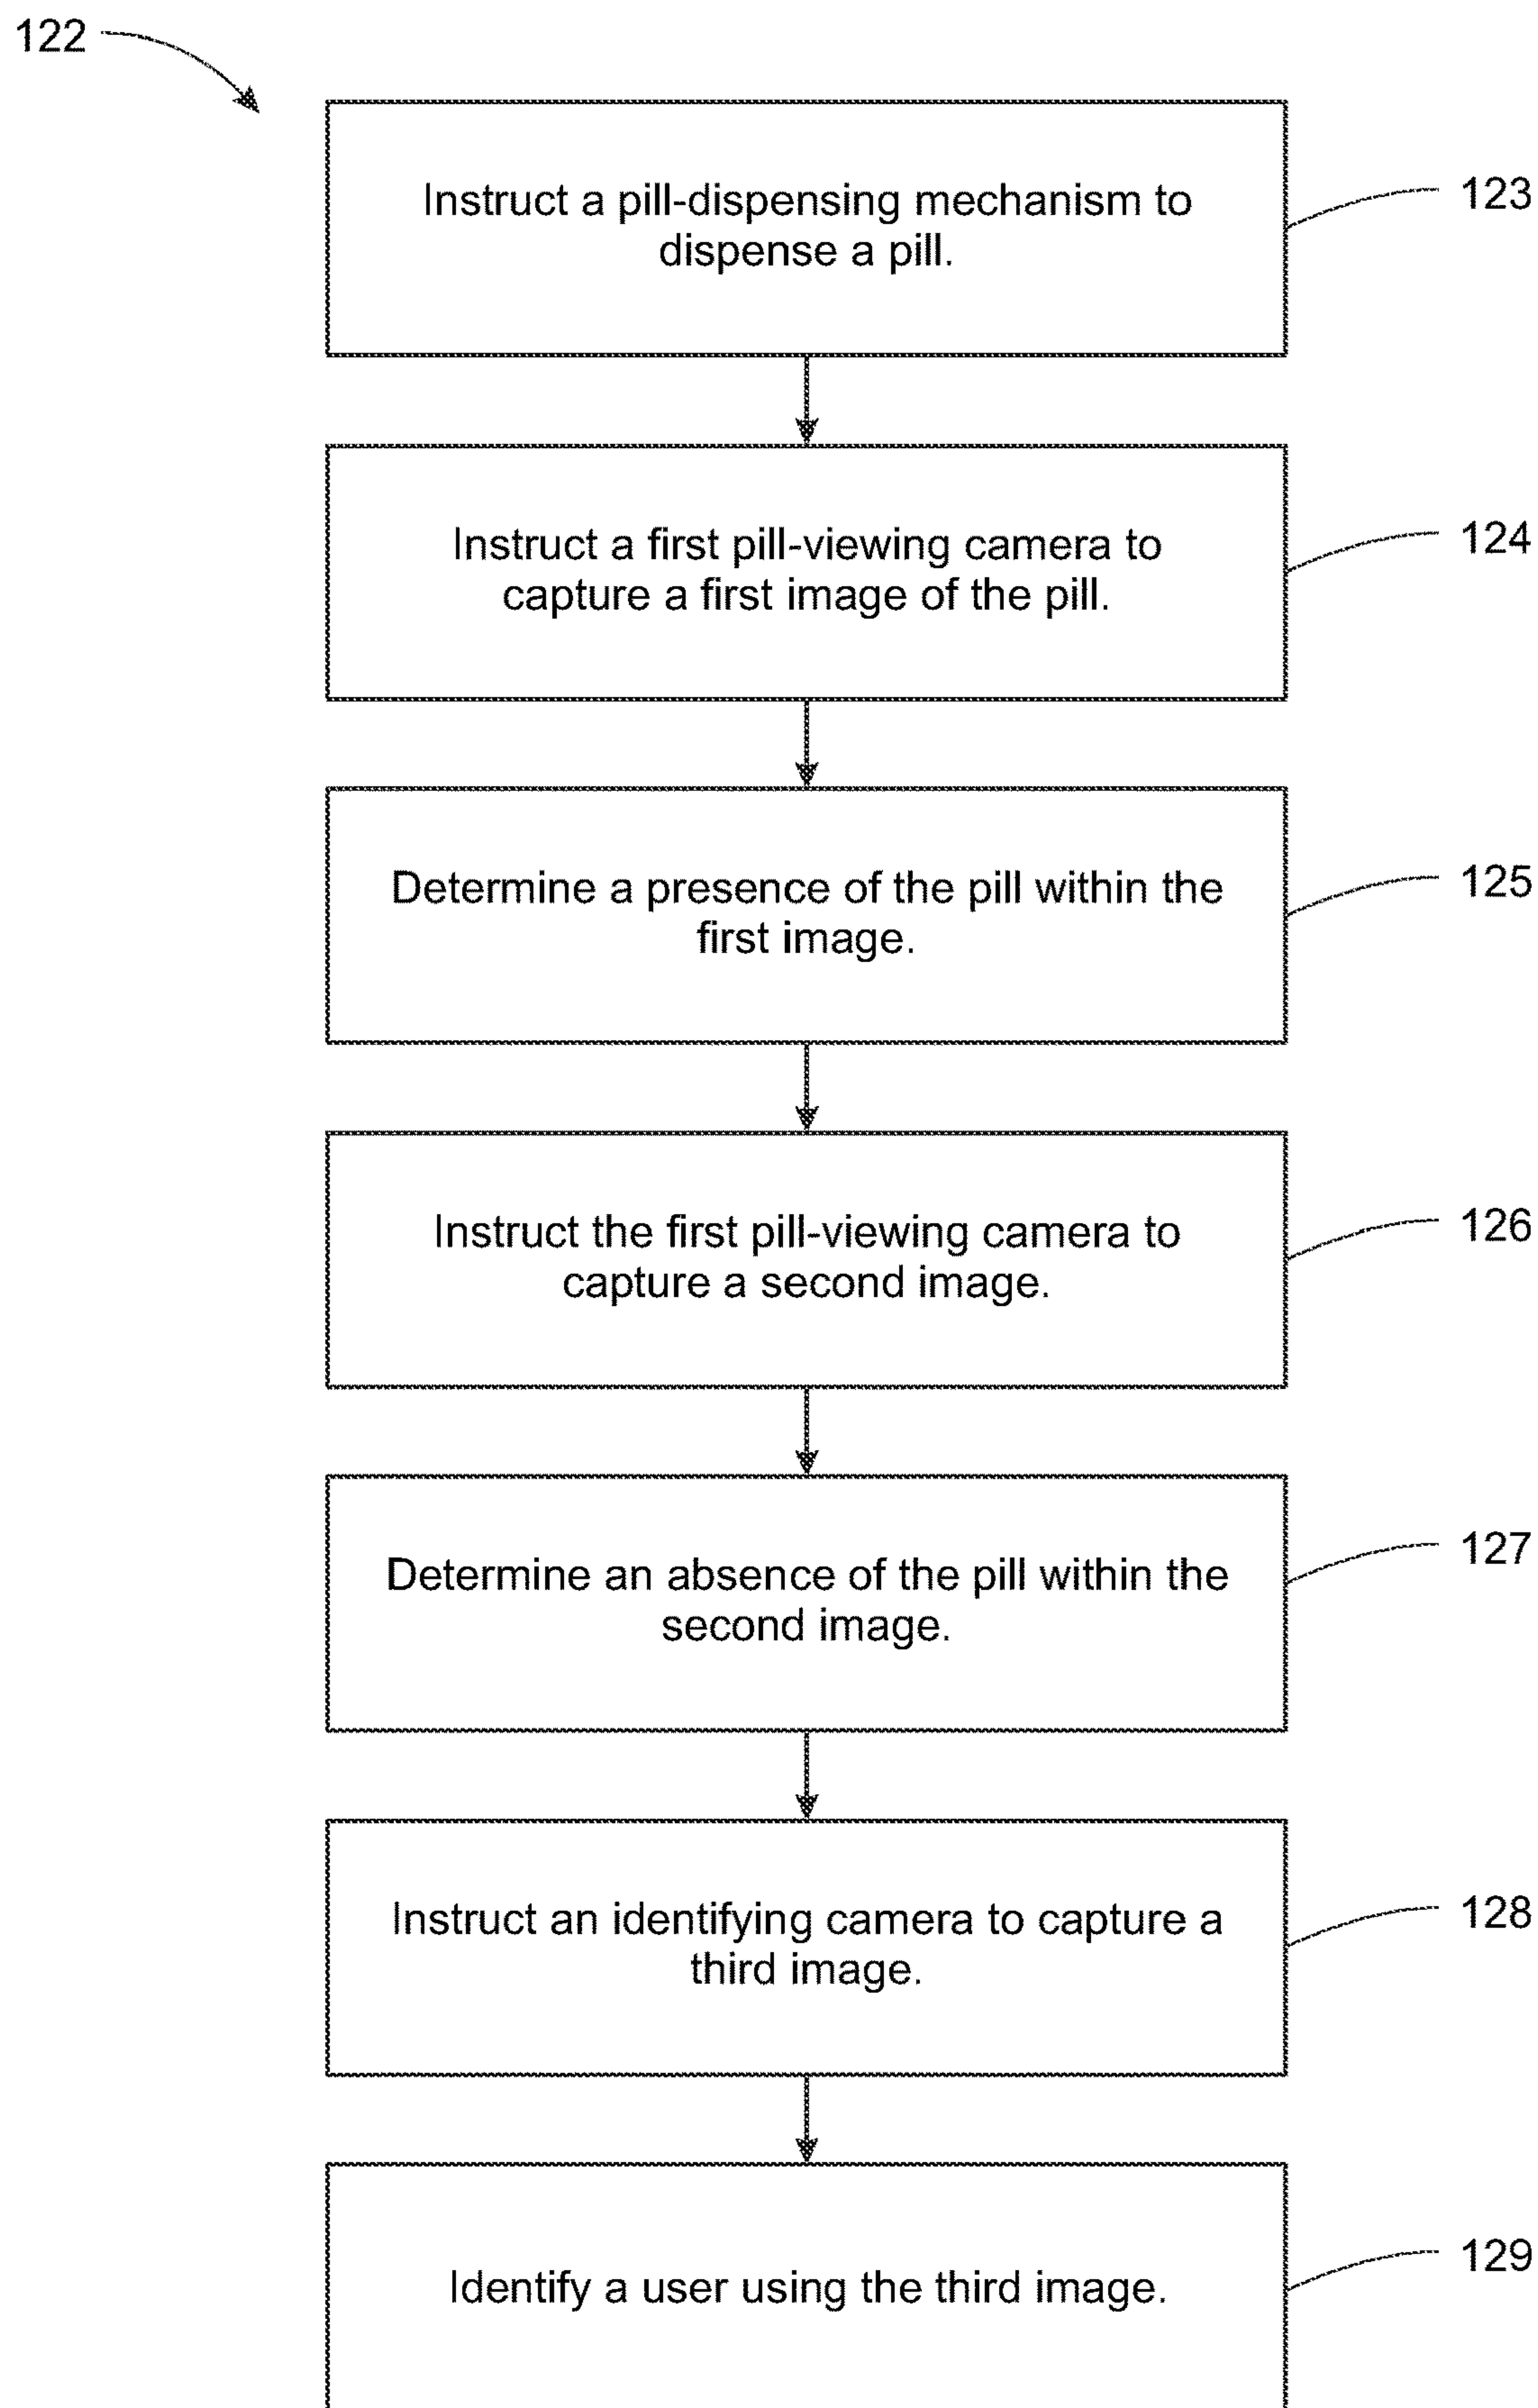 122
Instruct a pill-dispensing mechanism to
dispense a pill.
123
Instruct a first pill-viewing camera to
capture a first image of the pill.
124
Determine a presence of the pill within the
first image.
125
Instruct the first pill-viewing camera to
capture a second image.
126
Determine an absence of the pill within the
second image.
127
Instruct an identifying camera to capture a
third image.
128
Identify a user using the third image.
129